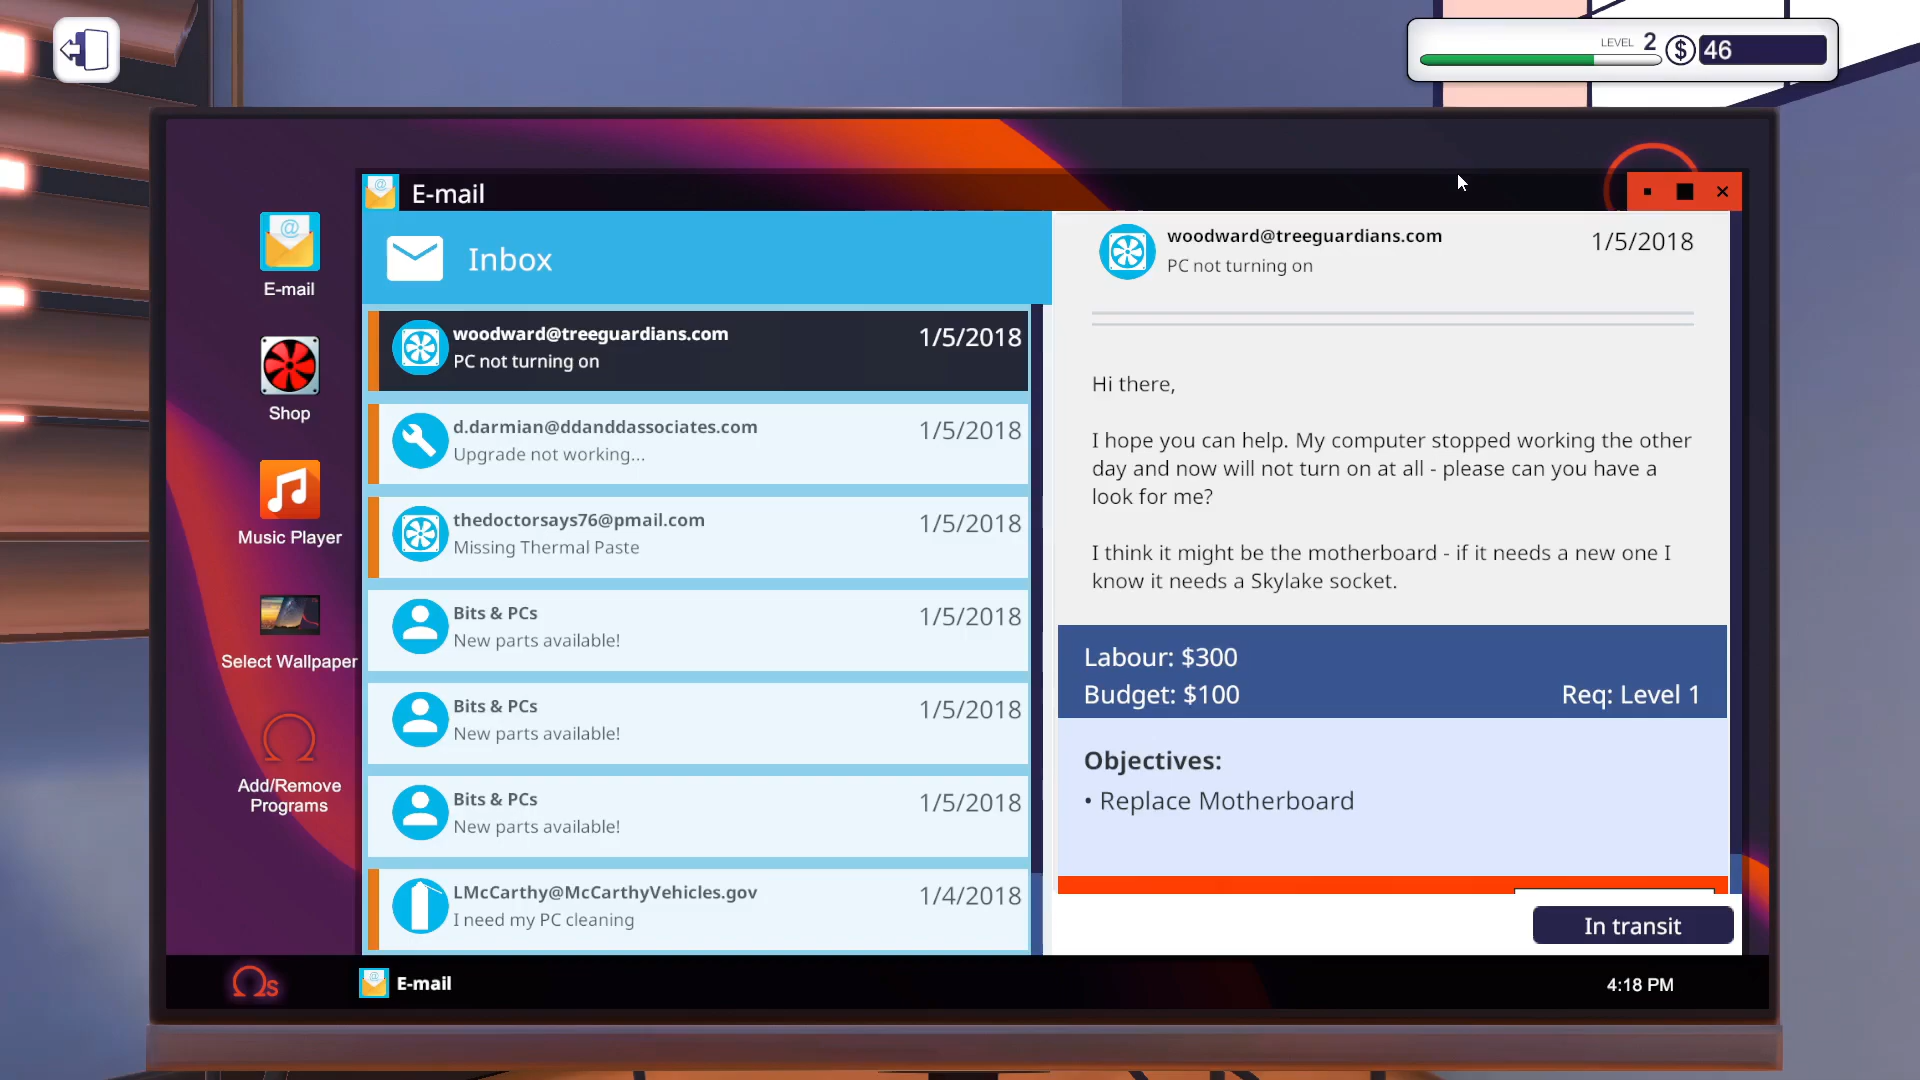 LEVEL 2
$ 46
E-mail
E-mail
Shop
Music Player
Select Wallpaper
Add/Remove
Programs
Inbox
woodward@treeguardians.com
1/5/2018
PC not turning on
d.darmian@ddanddassociates.com
1/5/2018
Upgrade not working...
thedoctorsays76@pmail.com
1/5/2018
Missing Thermal Paste
Bits & PCs
1/5/2018
New parts available!
Bits & PCs
1/5/2018
New parts available!
Bits & PCs
1/5/2018
New parts available!
LMcCarthy@McCarthyVehicles.gov
1/4/2018
I need my PC cleaning
woodward@treeguardians.com
1/5/2018
PC not turning on
Hi there,
I hope you can help. My computer stopped working the other
day and now will not turn on at all - please can you have a
look for me?
I think it might be the motherboard - if it needs a new one I
know it needs a Skylake socket.
Labour: $300
Budget: $100
Req: Level 1
Objectives:
• Replace Motherboard
In transit
Ωs
E-mail
4:18 PM